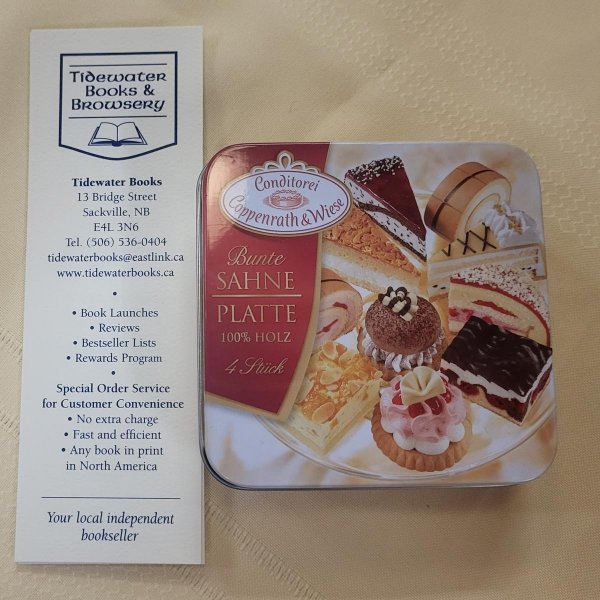 Tidewater
Books &
Browsery
Tidewater Books
13 Bridge Street
Sackville, NB
E4L 3N6
Tel. (506) 536-0404
tidewaterbooks@eastlink.ca
www.tidewaterbooks.ca
•
• Book Launches
• Reviews
• Bestseller Lists
• Rewards Program
•
Special Order Service
for Customer Convenience
• No extra charge
• Fast and efficient
• Any book in print
in North America
Your local independent
bookseller
Conditorei
Coppenrath & Wiese
Bunte
SAHNE
PLATTE
100% HOLZ
4 Stück